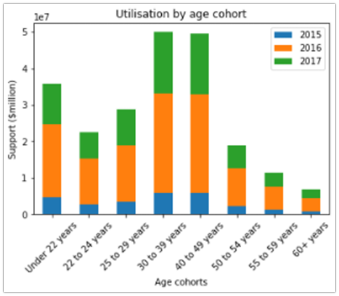 Utilisation by age cohort
1e7
2015
2016
2017
5
4
3
2
1
0
Support ($million)
Under 22 years
22 to 24 years
25 to 29 years
30 to 39 years
40 to 49 years
50 to 54 years
55 to 59 years
60+ years
Age cohorts